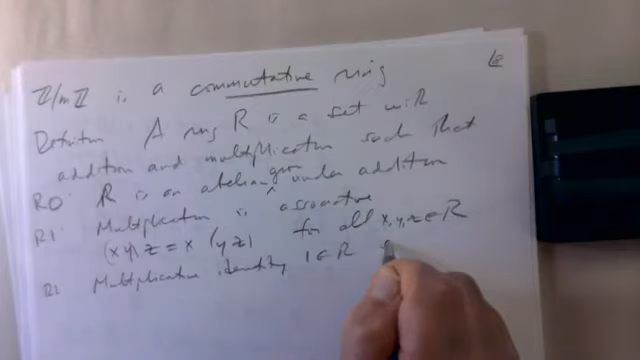 ℤ/mℤ is a commutative ring
Definition A ring R is a set with
addition and multiplication such that
R0 R is an abelian group under addition
R1 Multiplication is associative
(xy)z = x(yz) for all x,y,z ∈ R
R2 Multiplicative identity 1 ∈ R